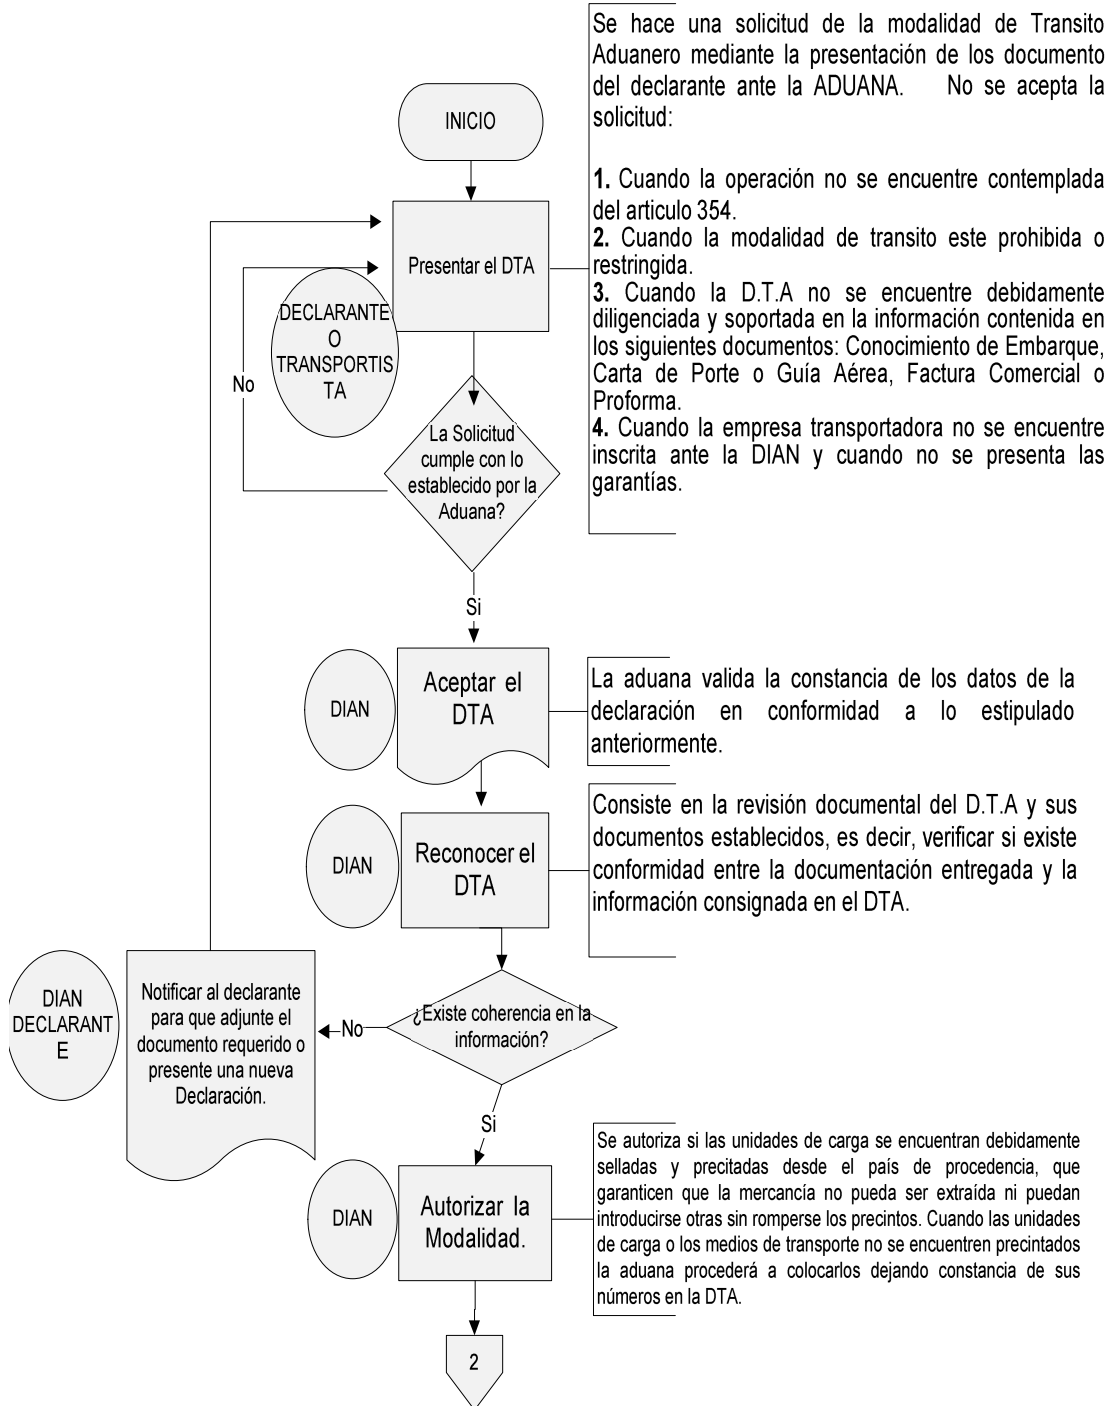 Se hace una solicitud de la modalidad de Transito
Aduanero mediante la presentación de los documento
del declarante ante la ADUANA. No se acepta la
solicitud:
1. Cuando la operación no se encuentre contemplada
del articulo 354.
2. Cuando la modalidad de transito este prohibida o
restringida.
3. Cuando la D.T.A no se encuentre debidamente
diligenciada y soportada en la información contenida en
los siguientes documentos: Conocimiento de Embarque,
Carta de Porte o Guía Aérea, Factura Comercial o
Proforma.
4. Cuando la empresa transportadora no se encuentre
inscrita ante la DIAN y cuando no se presenta las
garantías.
INICIO
Presentar el DTA
DECLARANTE
O
TRANSPORTIS
TA
No
La Solicitud
cumple con lo
establecido por la
Aduana?
Si
Aceptar el
DTA
DIAN
La aduana valida la constancia de los datos de la
declaración en conformidad a lo estipulado
anteriormente.
DIAN
Reconocer el
DTA
Consiste en la revisión documental del D.T.A y sus
documentos establecidos, es decir, verificar si existe
conformidad entre la documentación entregada y la
información consignada en el DTA.
DIAN
DECLARANT
E
Notificar al declarante
para que adjunte el
documento requerido o
presente una nueva
Declaración.
No
¿Existe coherencia en la
información?
Si
DIAN
Autorizar la
Modalidad.
Se autoriza si las unidades de carga se encuentran debidamente
selladas y precitadas desde el país de procedencia, que
garanticen que la mercancía no pueda ser extraída ni puedan
introducirse otras sin romperse los precintos. Cuando las unidades
de carga o los medios de transporte no se encuentren precintados
la aduana procederá a colocarlos dejando constancia de sus
números en la DTA.
2